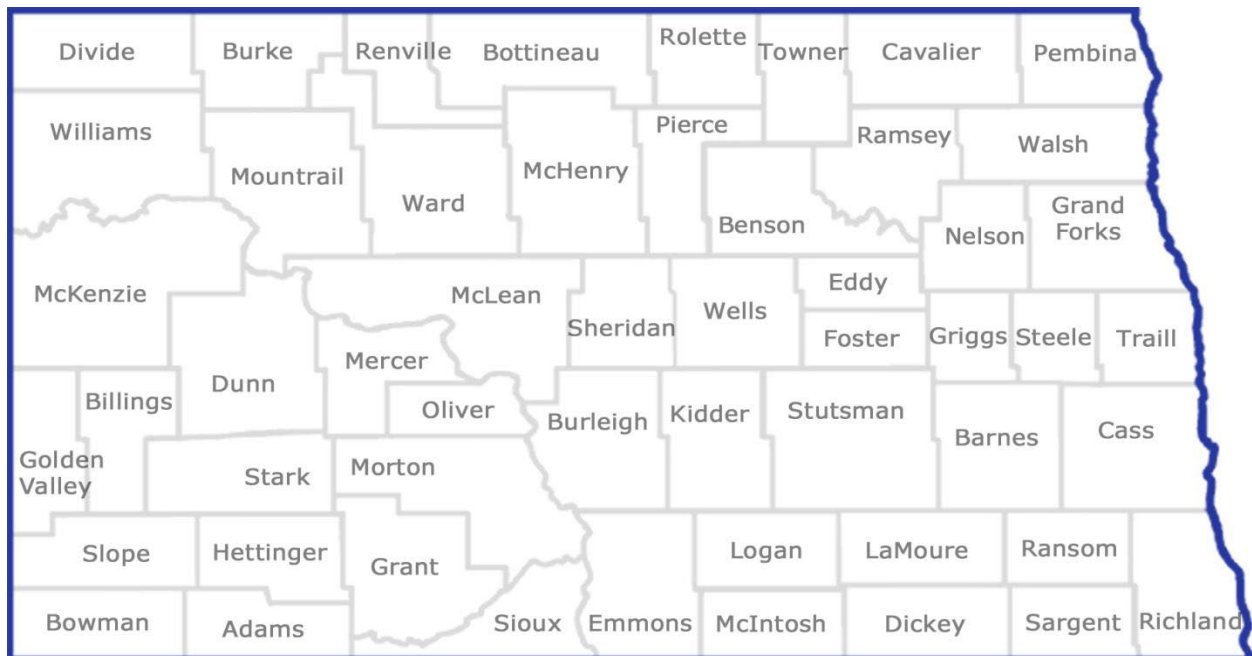 Divide
Burke
Renville
Bottineau
Rolette
Towner
Cavalier
Pembina
Williams
Mountrail
Ward
McHenry
Pierce
Benson
Ramsey
Walsh
Nelson
Grand
Forks
McKenzie
Dunn
McLean
Mercer
Oliver
Sheridan
Wells
Eddy
Foster
Griggs
Steele
Traill
Billings
Golden
Valley
Stark
Morton
Burleigh
Kidder
Stutsman
Barnes
Cass
Slope
Hettinger
Grant
Logan
LaMoure
Ransom
Bowman
Adams
Sioux
Emmons
McIntosh
Dickey
Sargent
Richland